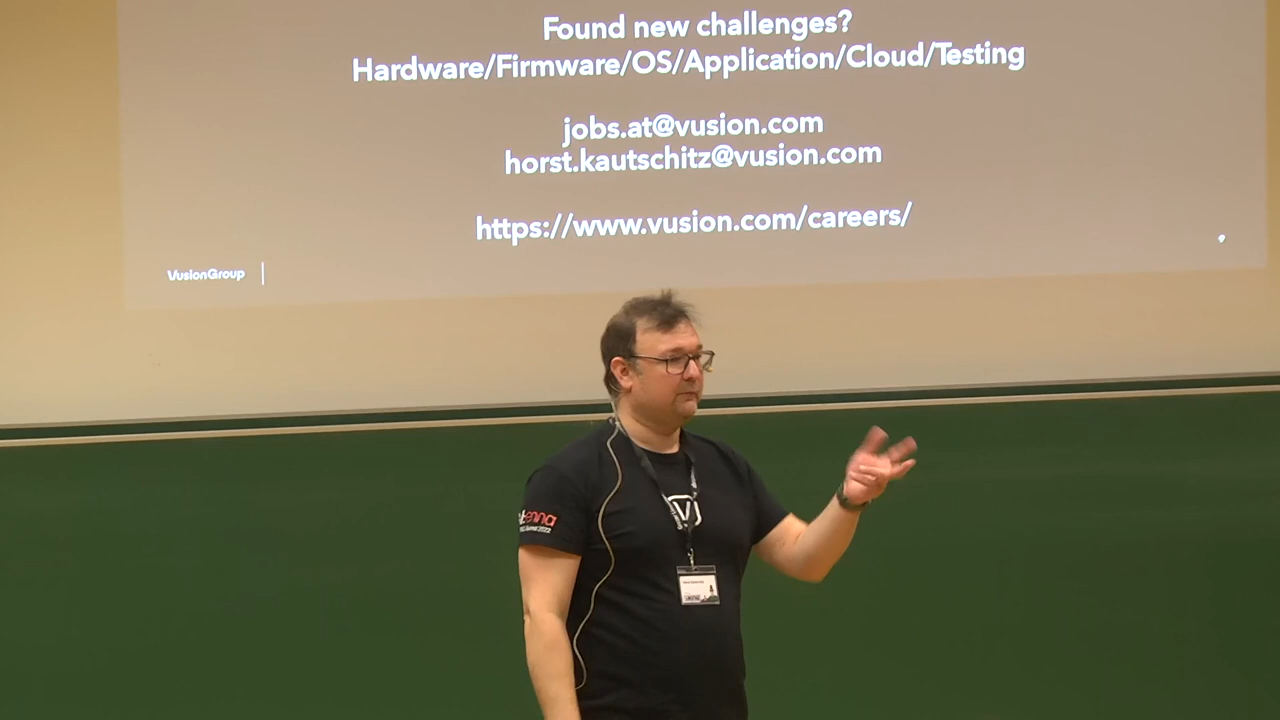 Found new challenges?
Hardware/Firmware/OS/Application/Cloud/Testing
jobs.at@vusion.com
horst.kautschitz@vusion.com
https://www.vusion.com/careers/
VusionGroup
9
V